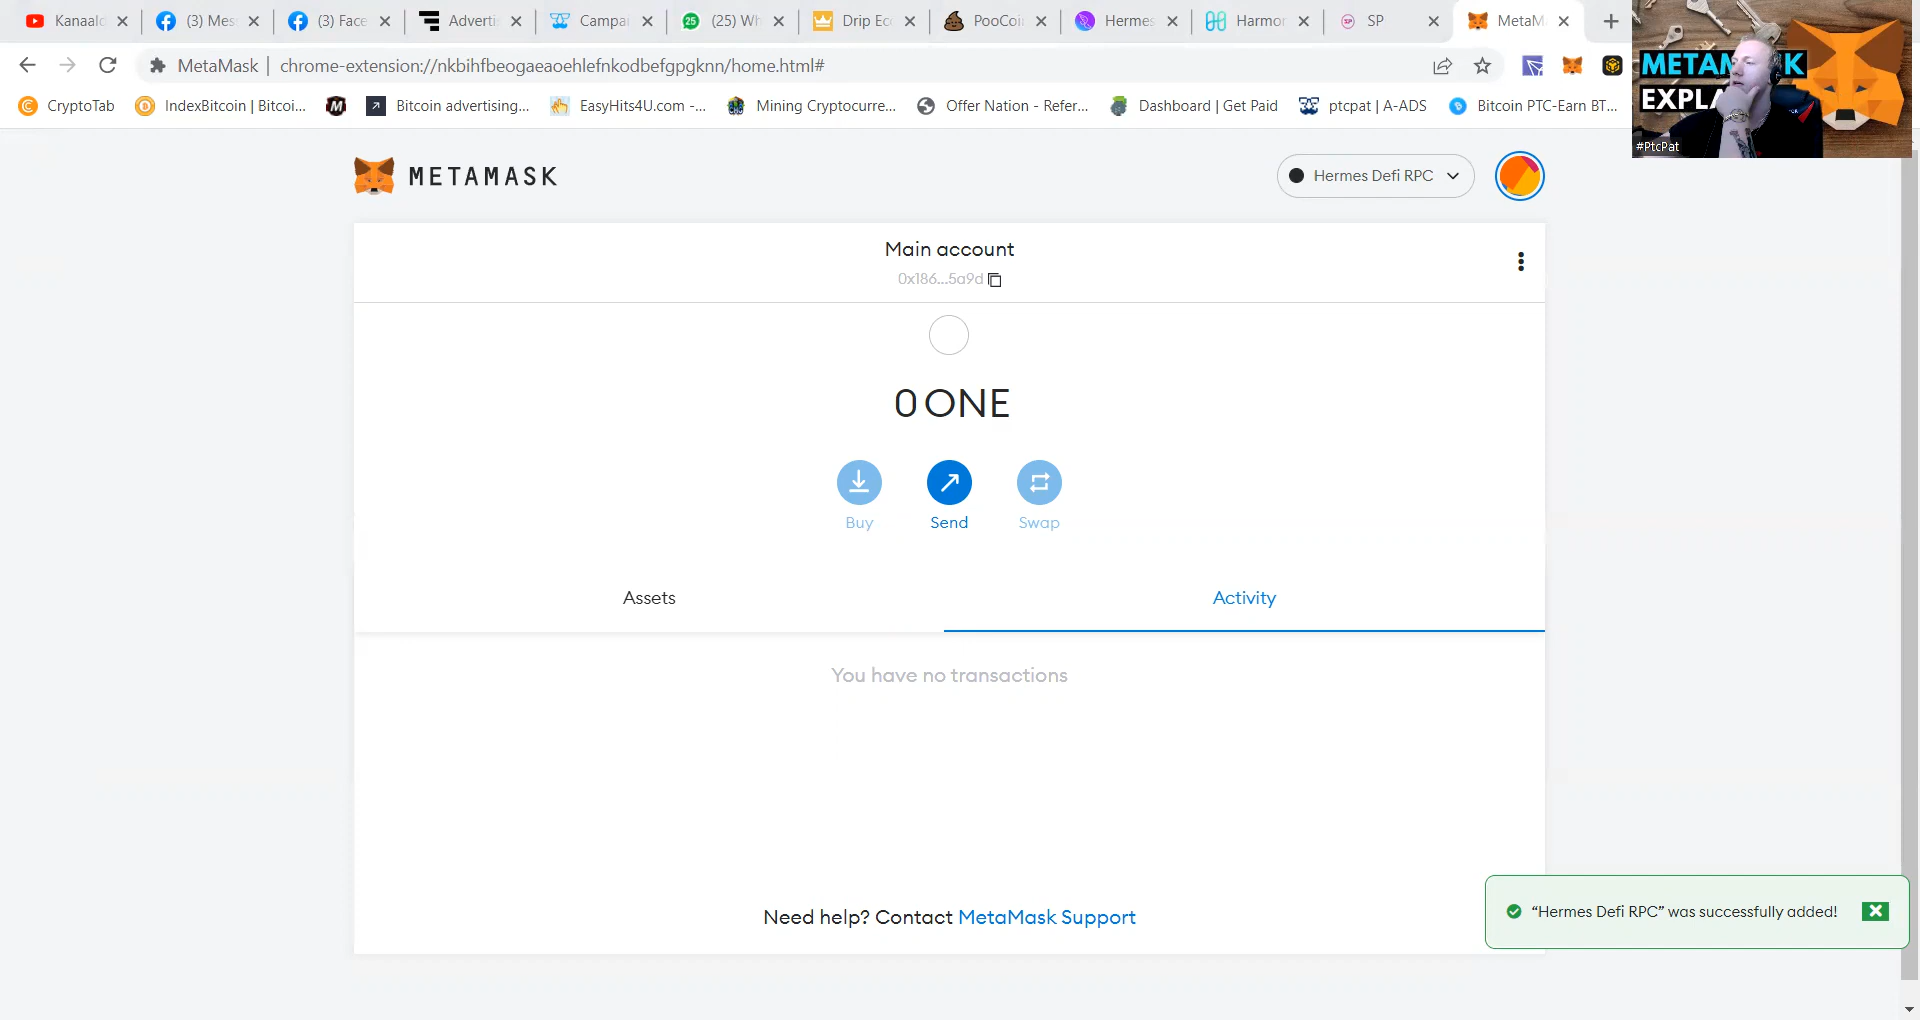 Kanaald
(3) Mes
(3) Face
Advertis
Campa
(25) Wh
Drip Ec
PooCoi
Hermes
Harmon
SP
MetaM
MetaMask | chrome-extension://nkbihfbeogaeaoehlefnkodbefgpgknn/home.html#
CryptoTab
IndexBitcoin | Bitcoi...
Bitcoin advertising...
EasyHits4U.com -...
Mining Cryptocurre...
Offer Nation - Refer...
Dashboard | Get Paid
ptcpat | A-ADS
Bitcoin PTC-Earn BT...
#PtcPat
METAMASK
Hermes Defi RPC
Main account
0x186...5a9d
0 ONE
Buy
Send
Swap
Assets
Activity
You have no transactions
Need help? Contact MetaMask Support
“Hermes Defi RPC” was successfully added!